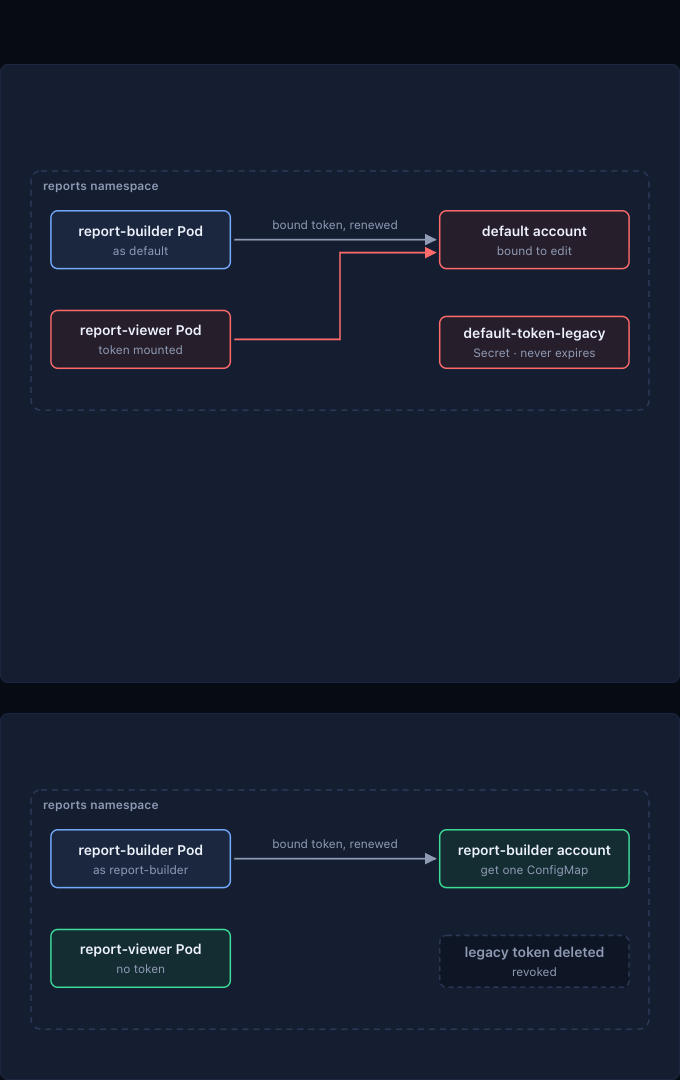 reports namespace
report-builder Pod
as default
bound token, renewed
default account
bound to edit
report-viewer Pod
token mounted
default-token-legacy
Secret · never expires
reports namespace
report-builder Pod
as report-builder
bound token, renewed
report-builder account
get one ConfigMap
report-viewer Pod
no token
legacy token deleted
revoked